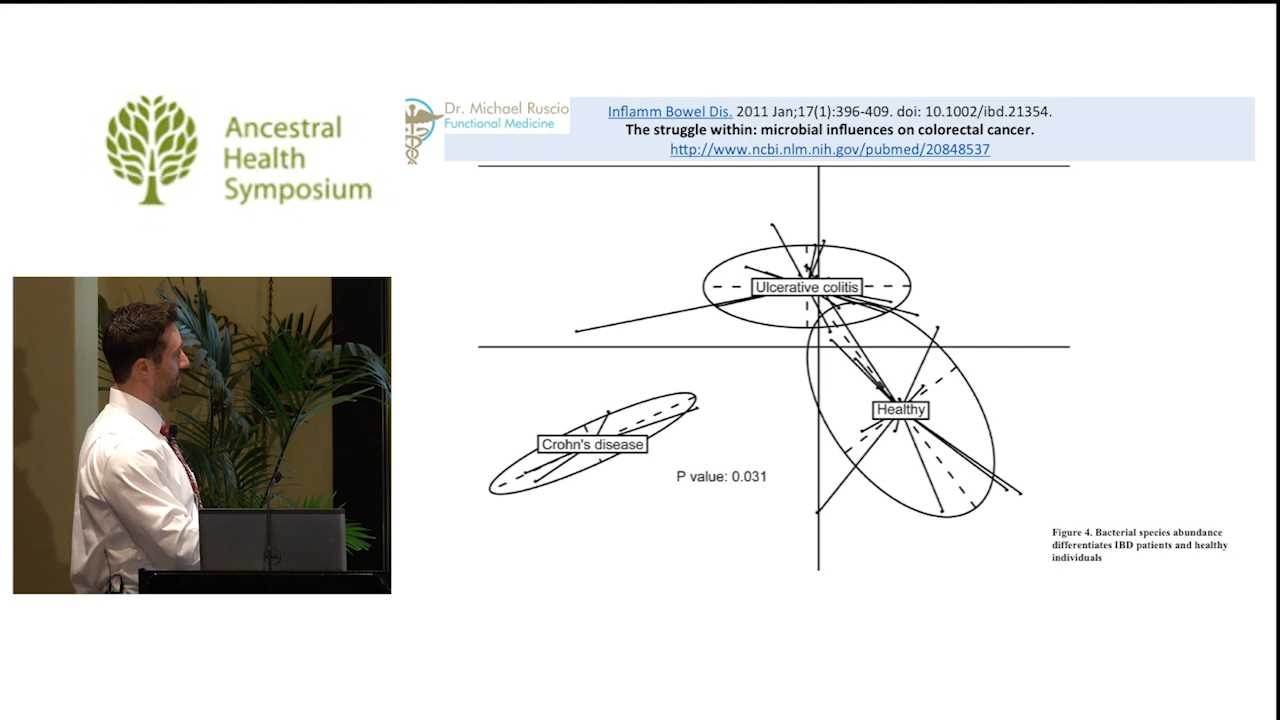 Ancestral
Health
Symposium
Dr. Michael Ruscio
Functional Medicine
Inflamm Bowel Dis. 2011 Jan;17(1):396-409. doi: 10.1002/ibd.21354.
The struggle within: microbial influences on colorectal cancer.
http://www.ncbi.nlm.nih.gov/pubmed/20848537
Ulcerative colitis
Healthy
Crohn's disease
P value: 0.031
Figure 4. Bacterial species abundance
differentiates IBD patients and healthy
individuals